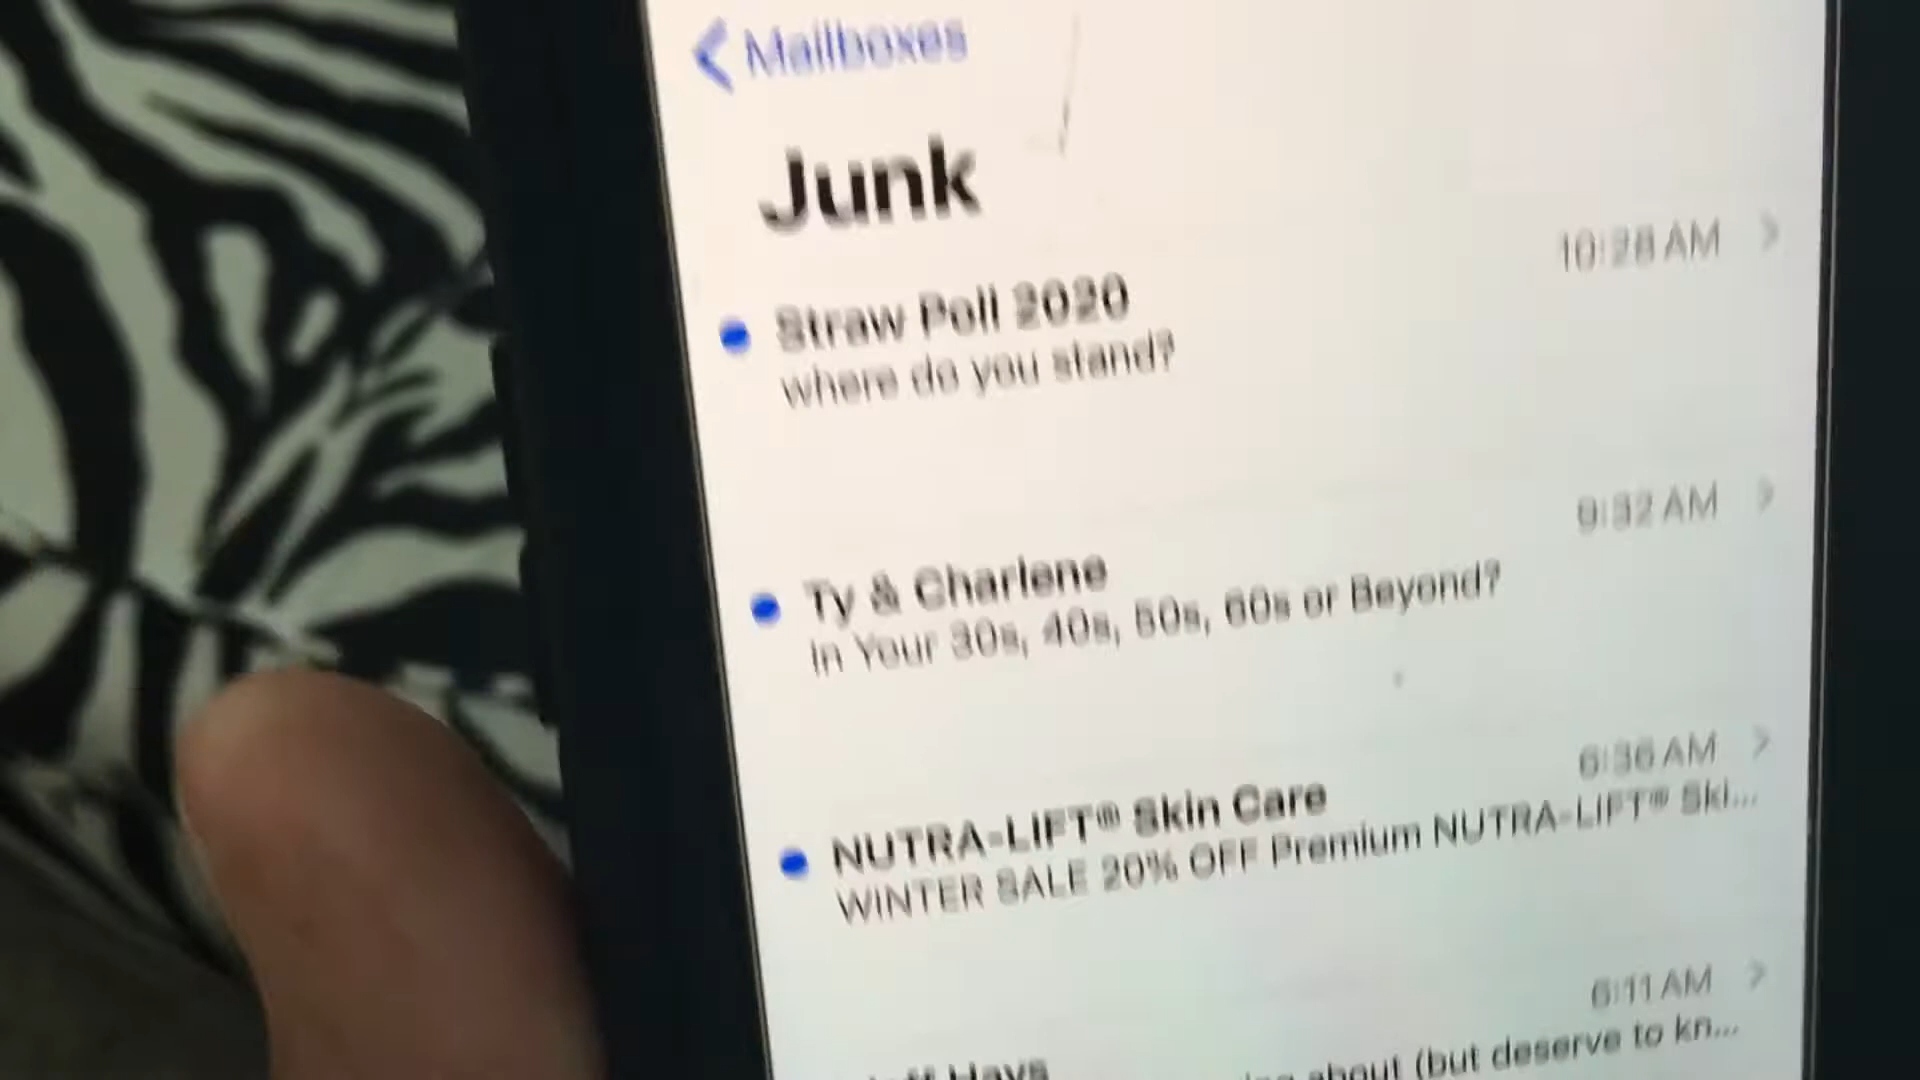 Mailboxes
Junk
10:28 AM
Straw Poll 2020
where do you stand?
9:32 AM
Ty & Charlene
In Your 30s, 40s, 50s, 60s or Beyond?
6:36 AM
NUTRA-LIFT® Skin Care
WINTER SALE 20% OFF Premium NUTRA-LIFT® Ski...
6:11 AM
Hays
about (but deserve to kn...